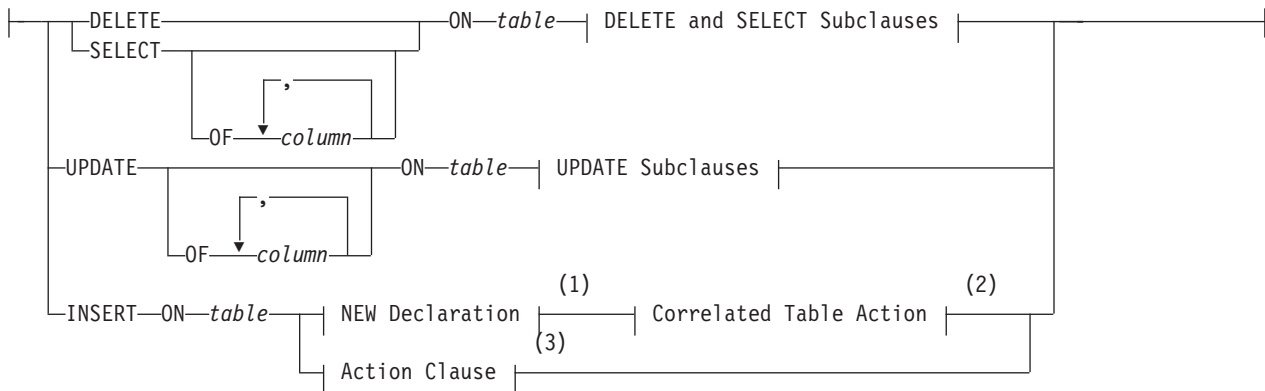 DELETE ON table DELETE and SELECT Subclauses
SELECT
,
OF column
UPDATE ON table UPDATE Subclauses
,
OF column
(1) (2)
INSERT ON table NEW Declaration Correlated Table Action
(3)
Action Clause